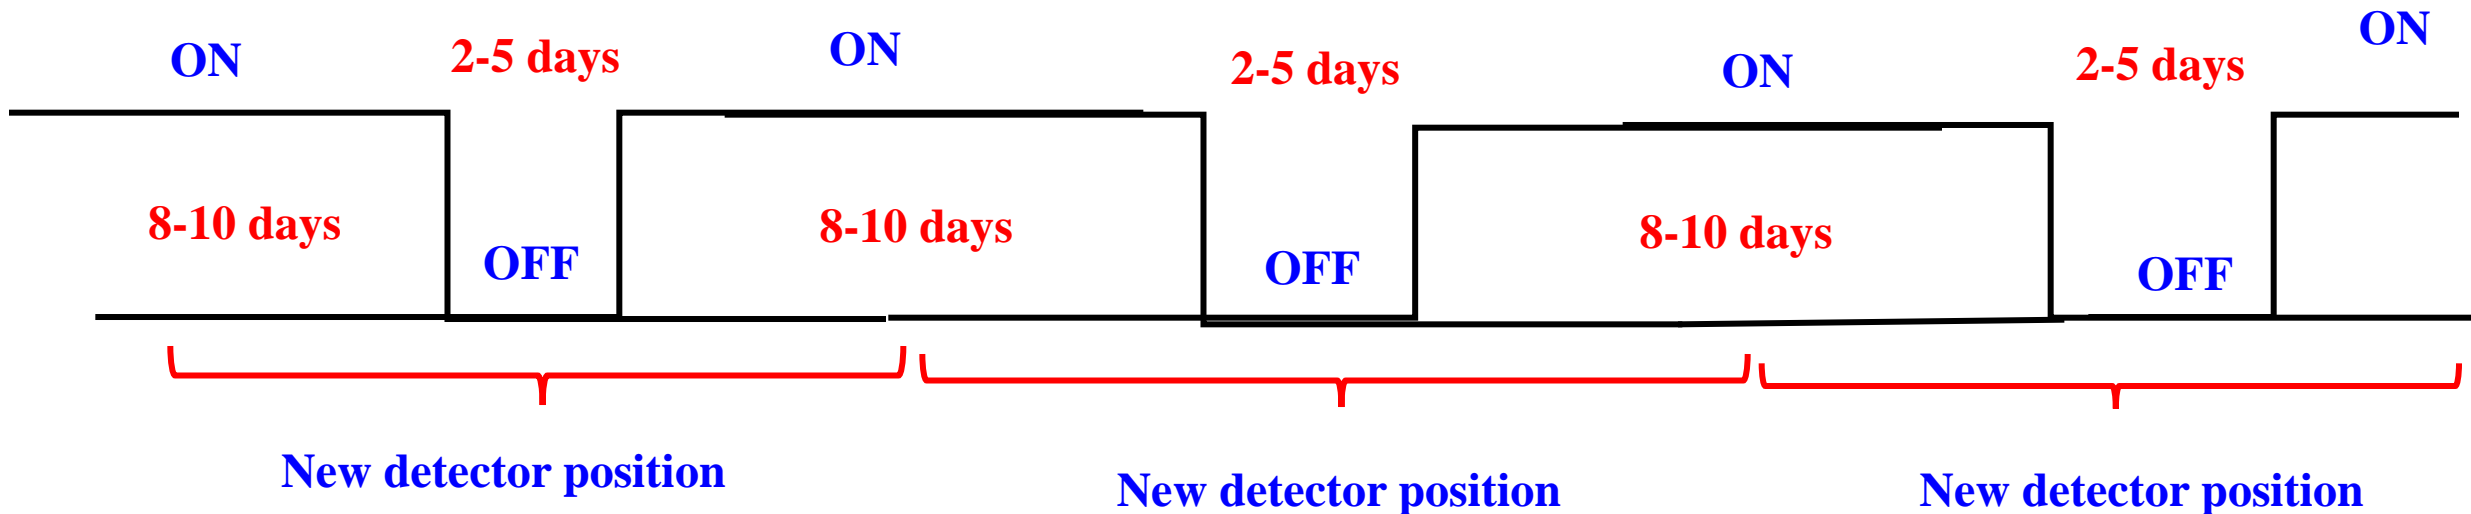 ON
2-5 days
ON
2-5 days
ON
2-5 days
ON
8-10 days
OFF
8-10 days
OFF
8-10 days
OFF
New detector position
New detector position
New detector position